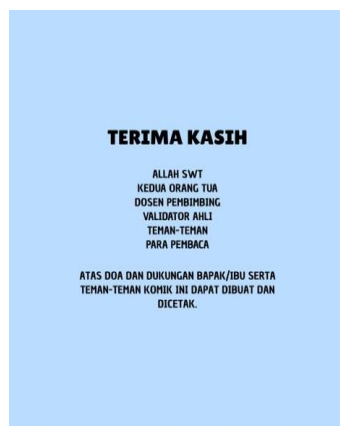 TERIMA KASIH
ALLAH SWT
KEDUA ORANG TUA
DOSEN PEMBIMBING
VALIDATOR AHLI
TEMAN-TEMAN
PARA PEMBACA
ATAS DOA DAN DUKUNGAN BAPAK/IBU SERTA
TEMAN-TEMAN KOMIK INI DAPAT DIBUAT DAN
DICETAK.